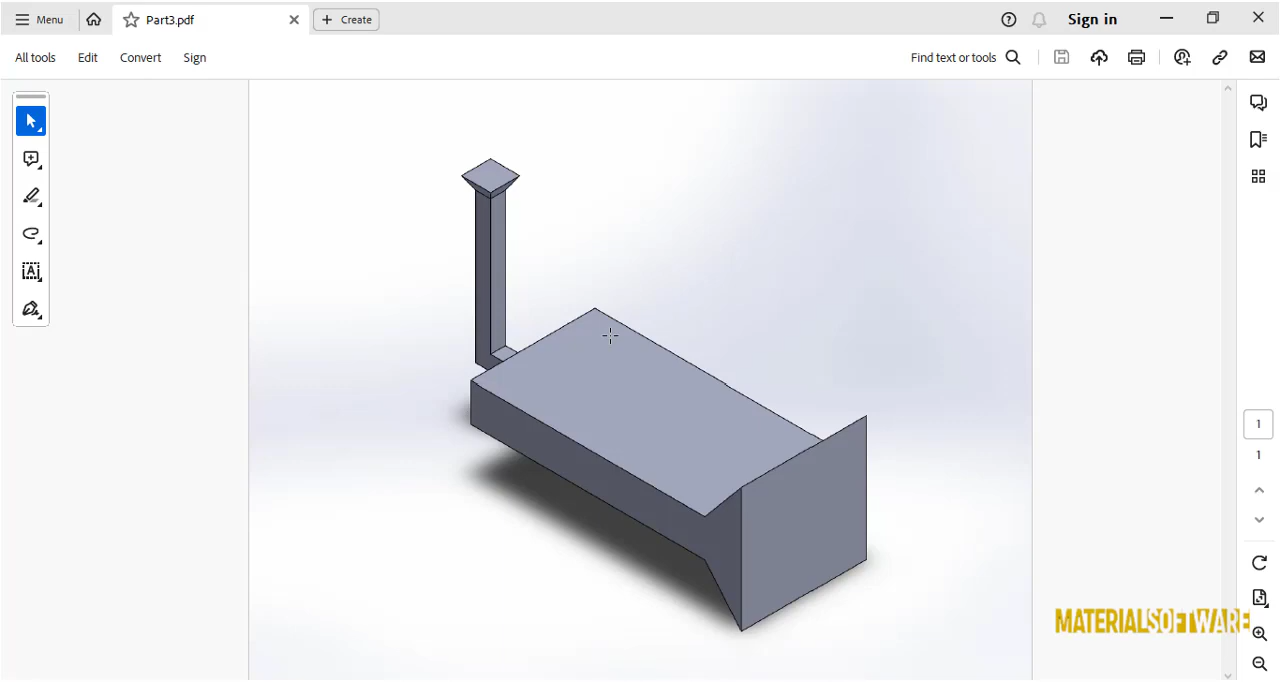 Menu
Part3.pdf
Create
Sign in
All tools
Edit
Convert
Sign
Find text or tools
1
1
MATERIALSOFTWARE